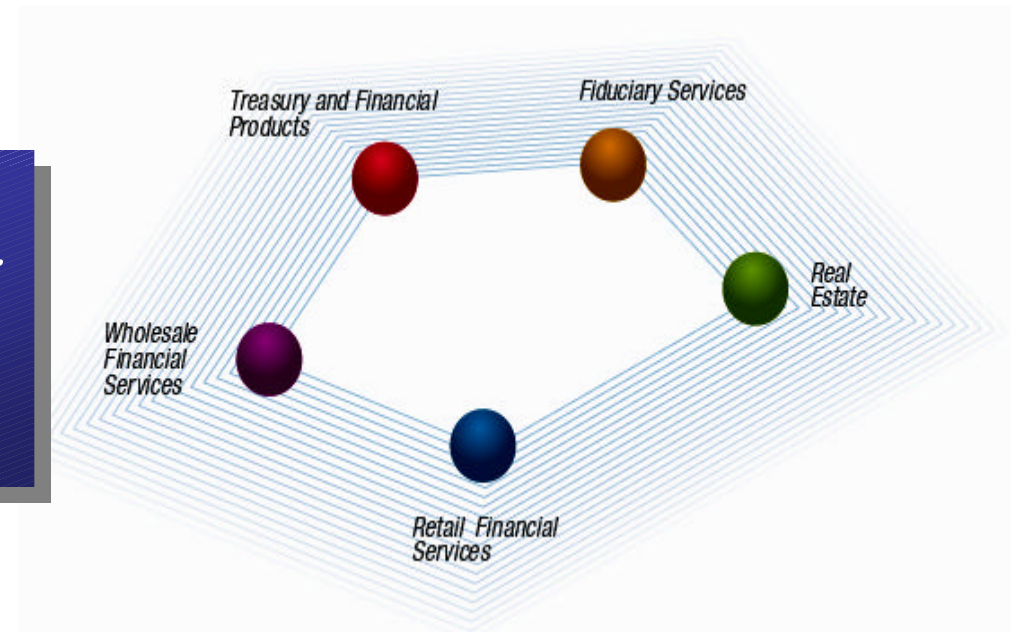 Treasury and Financial
Products
Fiduciary Services
Real
Estate
Wholesale
Financial
Services
Retail Financial
Services